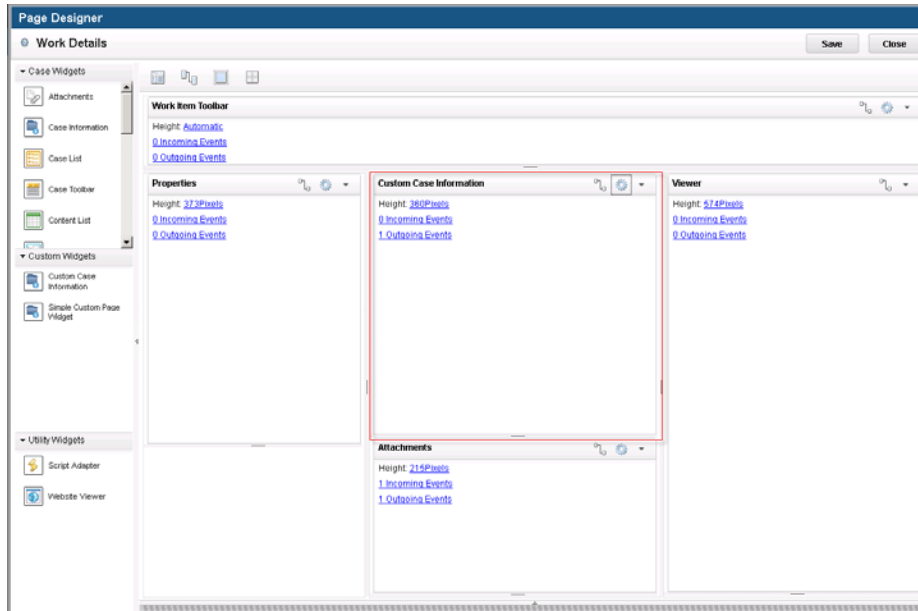 Page Designer
Work Details
Save
Close
Case Widgets
Attachments
Case Information
Case List
Case Toolbar
Content List
Custom Widgets
Custom Case
Information
Simple Custom Page
Widget
Utility Widgets
Script Adapter
Website Viewer
Work Item Toolbar
Height: Automatic
0 Incoming Events
0 Outgoing Events
Properties
Height: 373Pixels
0 Incoming Events
0 Outgoing Events
Custom Case Information
Height: 360Pixels
0 Incoming Events
1 Outgoing Events
Attachments
Height: 216Pixels
1 Incoming Events
1 Outgoing Events
Viewer
Height: 574Pixels
0 Incoming Events
0 Outgoing Events